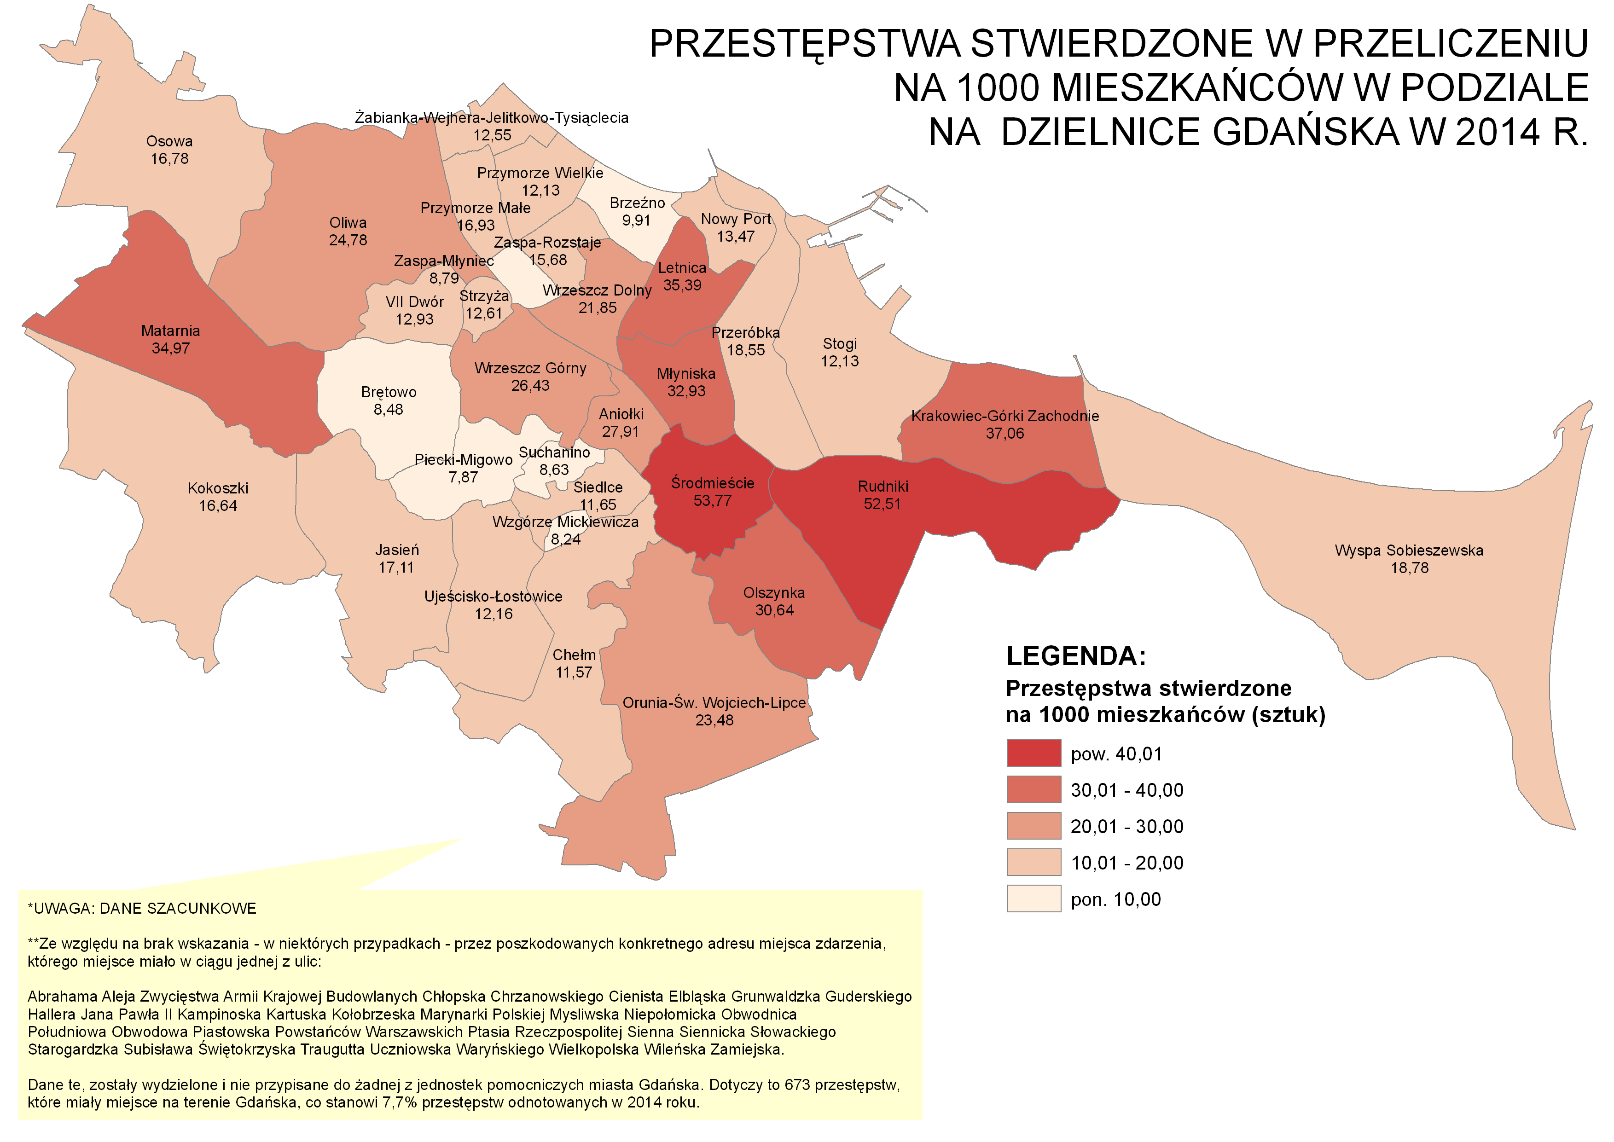 PRZESTĘPSTWA STWIERDZONE W PRZELICZENIU
NA 1000 MIESZKAŃCÓW W PODZIALE
NA DZIELNICE GDAŃSKA W 2014 R.
Żabianka-Wejhera-Jelitkowo-Tysiąclecia
12,55
Osowa
16,78
Przymorze Wielkie
12,13
Brzeźno
9,91
Przymorze Małe
16,93
Nowy Port
13,47
Oliwa
24,78
Zaspa-Rozstaje
15,68
Zaspa-Młyniec
8,79
Letnica
35,39
Wrzeszcz Dolny
21,85
VII Dwór
12,93
Strzyża
12,61
Matarnia
34,97
Przeróbka
18,55
Stogi
12,13
Wrzeszcz Górny
26,43
Młyniska
32,93
Brętowo
8,48
Aniołki
27,91
Krakowiec-Górki Zachodnie
37,06
Suchanino
8,63
Piecki-Migowo
7,87
Środmieście
53,77
Rudniki
52,51
Kokoszki
16,64
Siedlce
11,65
Wzgórze Mickiewicza
8,24
Jasień
17,11
Wyspa Sobieszewska
18,78
Ujeścisko-Łostowice
12,16
Olszynka
30,64
Chełm
11,57
Orunia-Św. Wojciech-Lipce
23,48
LEGENDA:
Przestępstwa stwierdzone
na 1000 mieszkańców (sztuk)
pow. 40,01
30,01 - 40,00
20,01 - 30,00
10,01 - 20,00
pon. 10,00
*UWAGA: DANE SZACUNKOWE
**Ze względu na brak wskazania - w niektórych przypadkach - przez poszkodowanych konkretnego adresu miejsca zdarzenia,
którego miejsce miało w ciągu jednej z ulic:
Abrahama Aleja Zwycięstwa Armii Krajowej Budowlanych Chłopska Chrzanowskiego Cienista Elbląska Grunwaldzka Guderskiego
Hallera Jana Pawła II Kampinoska Kartuska Kołobrzeska Marynarki Polskiej Mysliwska Niepołomicka Obwodnica
Południowa Obwodowa Piastowska Powstańców Warszawskich Ptasia Rzeczpospolitej Sienna Siennicka Słowackiego
Starogardzka Subisława Świętokrzyska Traugutta Uczniowska Waryńskiego Wielkopolska Wileńska Zamiejska.
Dane te, zostały wydzielone i nie przypisane do żadnej z jednostek pomocniczych miasta Gdańska. Dotyczy to 673 przestępstw,
które miały miejsce na terenie Gdańska, co stanowi 7,7% przestępstw odnotowanych w 2014 roku.